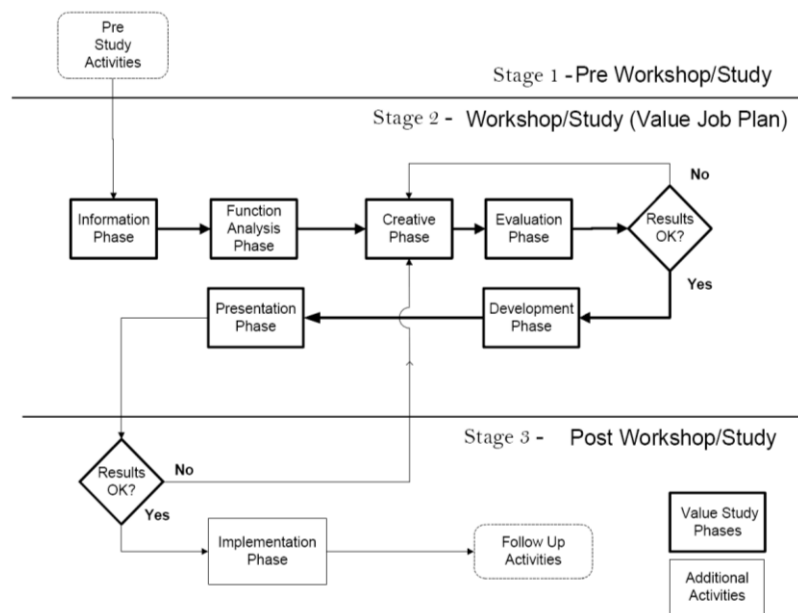 Pre
Study
Activities
Stage 1 - Pre Workshop/Study
Stage 2 - Workshop/Study (Value Job Plan)
No
Information
Phase
Function
Analysis
Phase
Creative
Phase
Evaluation
Phase
Results
OK?
Yes
Presentation
Phase
Development
Phase
Stage 3 - Post Workshop/Study
Results
OK?
No
Yes
Implementation
Phase
Follow Up
Activities
Value Study
Phases
Additional
Activities